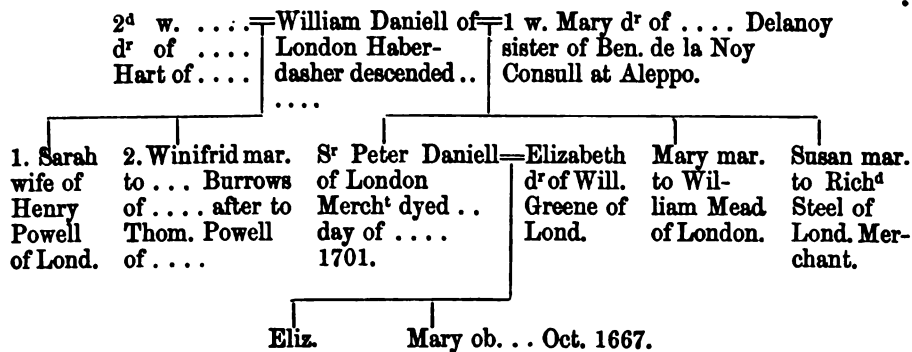 2ᵈ w. . . . .
dʳ of . . . .
Hart of . . . .
William Daniell of
London Haber-
dasher descended . .
. . . .
1 w. Mary dʳ of . . . . Delanoy
sister of Ben. de la Noy
Consull at Aleppo.
1. Sarah
wife of
Henry
Powell
of Lond.
2. Winifrid mar.
to . . . Burrows
of . . . . after to
Thom. Powell
of . . . .
Sʳ Peter Daniell
of London
Merchᵗ dyed . .
day of . . . .
1701.
Elizabeth
dʳ of Will.
Greene of
Lond.
Mary mar.
to Wil-
liam Mead
of London.
Susan mar.
to Richᵈ
Steel of
Lond. Mer-
chant.
Eliz.
Mary ob. . . Oct. 1667.